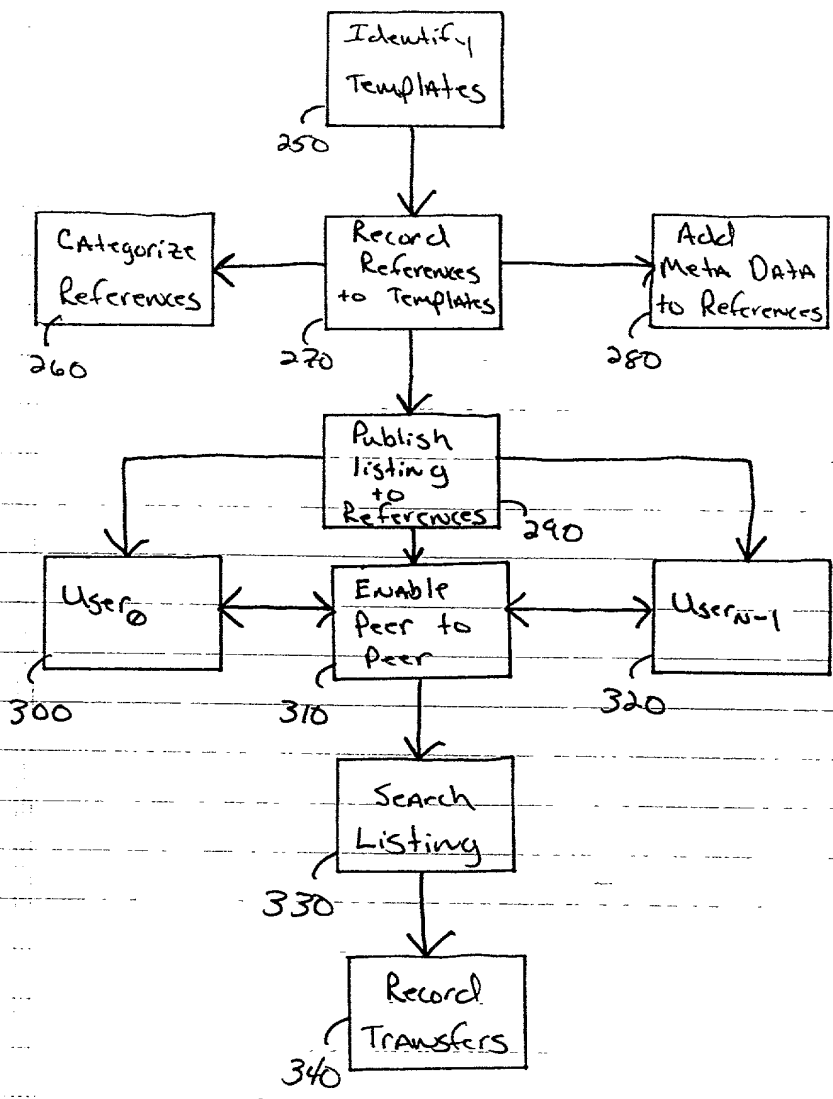 Identify
Templates
250
Categorize
References
260
Record
References
to Templates
270
Add
Meta Data
to References
280
Publish
listing
to
References
290
User0
300
Enable
Peer to
Peer
310
UserN-1
320
Search
Listing
330
Record
Transfers
340